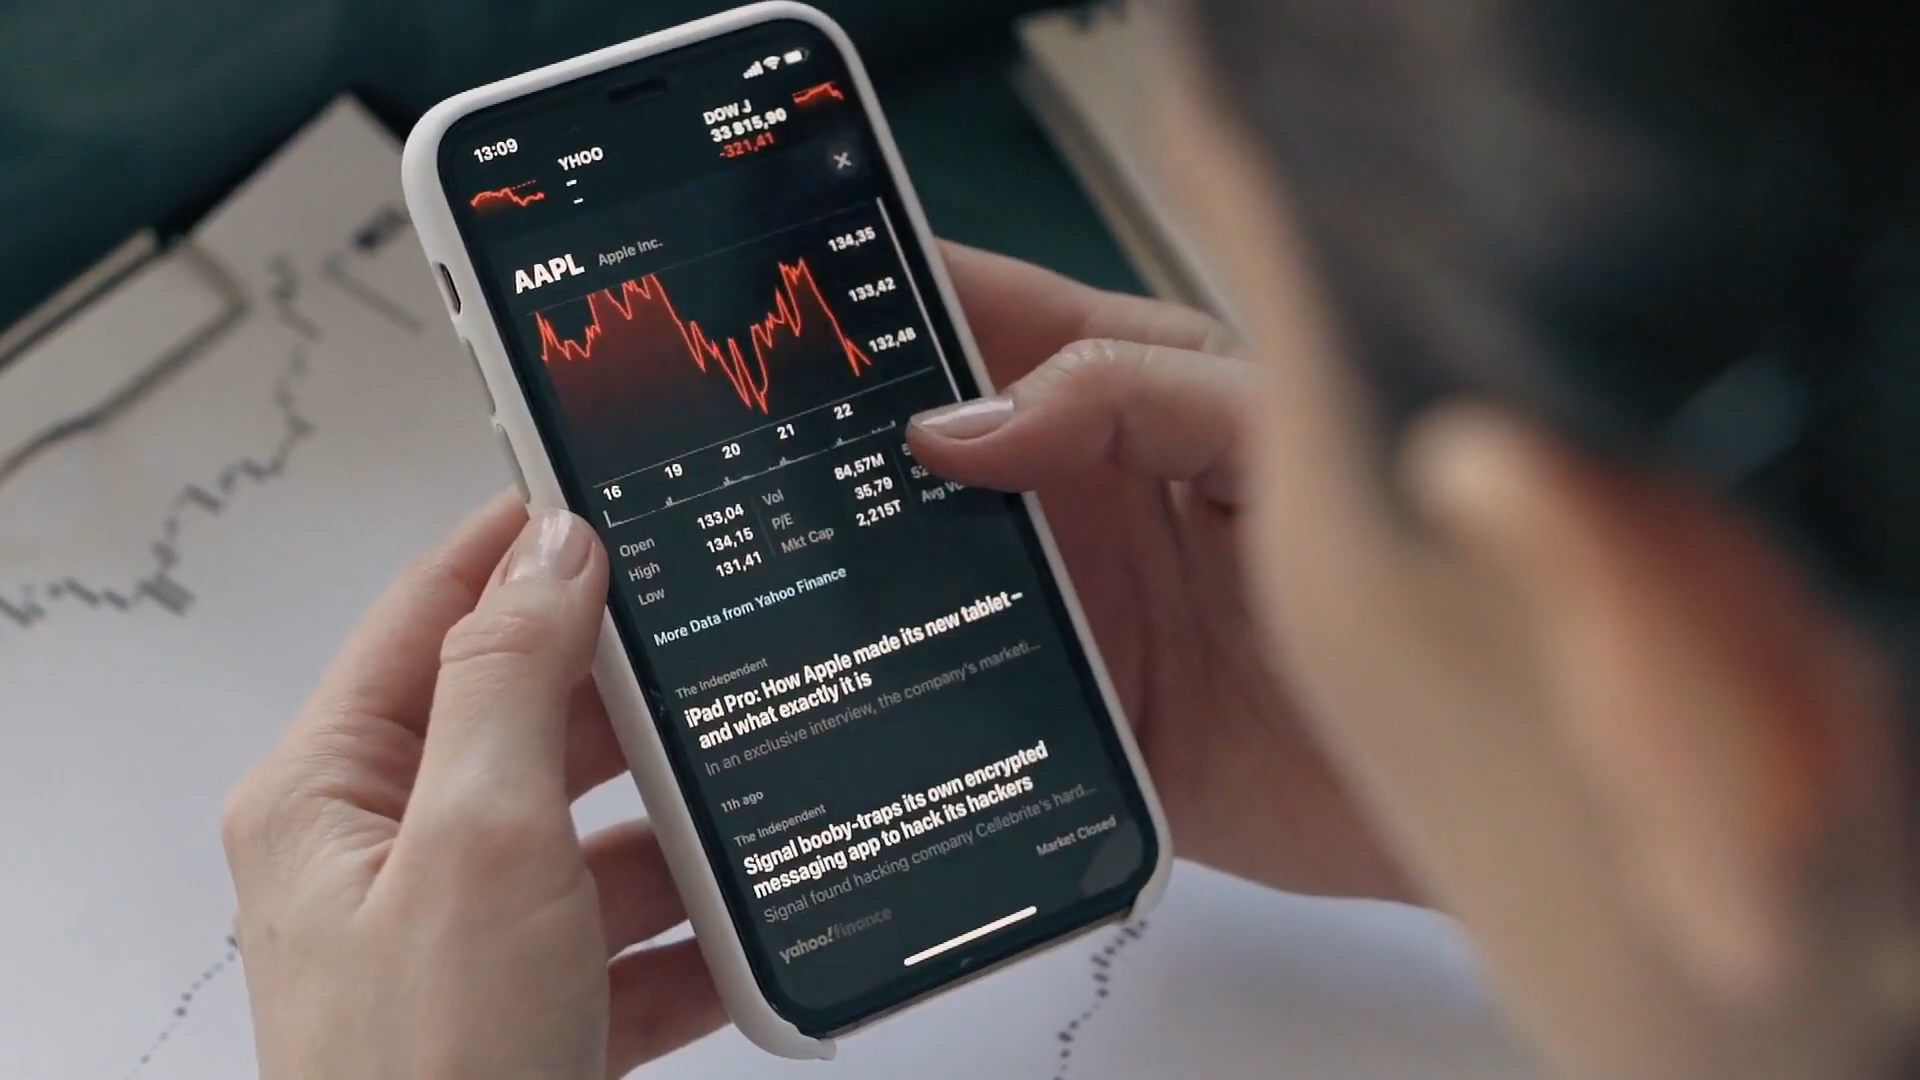 13:09
YHOO
-
-
DOW J
33 815,90
-321,41
AAPL Apple Inc.
134,35
133,42
132,48
16 19 20 21 22
Open 133,04
High 134,15
Low 131,41
Vol 84,57M
P/E 35,79
Mkt Cap 2,215T
More Data from Yahoo Finance
The Independent
iPad Pro: How Apple made its new tablet –
and what exactly it is
In an exclusive interview, the company's marketi...
11h ago
The Independent
Signal booby-traps its own encrypted
messaging app to hack its hackers
Signal found hacking company Cellebrite's hard...
yahoo!finance
Market Closed